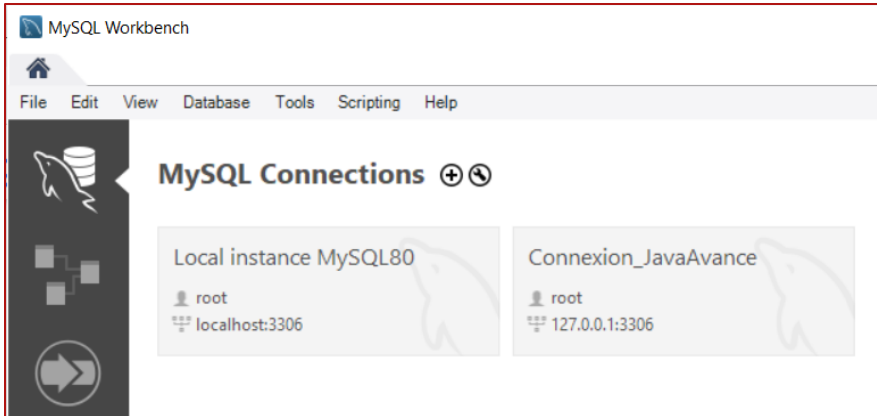 MySQL Workbench
File Edit View Database Tools Scripting Help
MySQL Connections
Local instance MySQL80
root
localhost:3306
Connexion_JavaAvance
root
127.0.0.1:3306